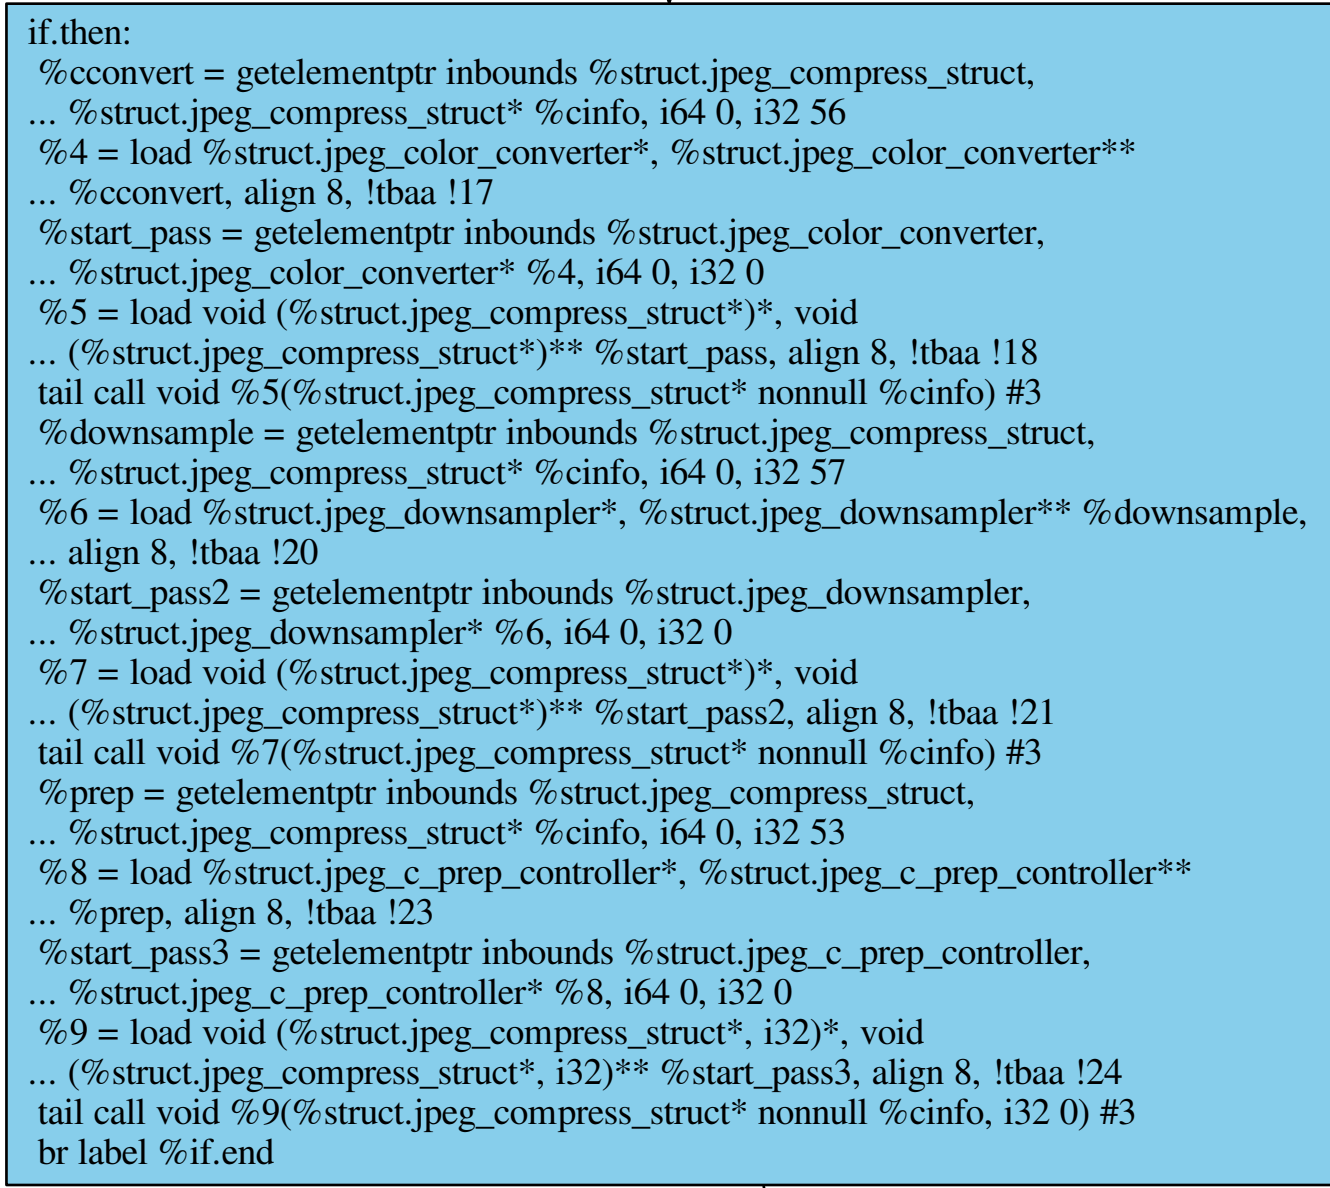 if.then:
%cconvert = getelementptr inbounds %struct.jpeg_compress_struct,
... %struct.jpeg_compress_struct* %cinfo, i64 0, i32 56
%4 = load %struct.jpeg_color_converter*, %struct.jpeg_color_converter**
... %cconvert, align 8, !tbaa !17
%start_pass = getelementptr inbounds %struct.jpeg_color_converter,
... %struct.jpeg_color_converter* %4, i64 0, i32 0
%5 = load void (%struct.jpeg_compress_struct*)*, void
... (%struct.jpeg_compress_struct*)** %start_pass, align 8, !tbaa !18
tail call void %5(%struct.jpeg_compress_struct* nonnull %cinfo) #3
%downsample = getelementptr inbounds %struct.jpeg_compress_struct,
... %struct.jpeg_compress_struct* %cinfo, i64 0, i32 57
%6 = load %struct.jpeg_downsampler*, %struct.jpeg_downsampler** %downsample,
... align 8, !tbaa !20
%start_pass2 = getelementptr inbounds %struct.jpeg_downsampler,
... %struct.jpeg_downsampler* %6, i64 0, i32 0
%7 = load void (%struct.jpeg_compress_struct*)*, void
... (%struct.jpeg_compress_struct*)** %start_pass2, align 8, !tbaa !21
tail call void %7(%struct.jpeg_compress_struct* nonnull %cinfo) #3
%prep = getelementptr inbounds %struct.jpeg_compress_struct,
... %struct.jpeg_compress_struct* %cinfo, i64 0, i32 53
%8 = load %struct.jpeg_c_prep_controller*, %struct.jpeg_c_prep_controller**
... %prep, align 8, !tbaa !23
%start_pass3 = getelementptr inbounds %struct.jpeg_c_prep_controller,
... %struct.jpeg_c_prep_controller* %8, i64 0, i32 0
%9 = load void (%struct.jpeg_compress_struct*, i32)*, void
... (%struct.jpeg_compress_struct*, i32)** %start_pass3, align 8, !tbaa !24
tail call void %9(%struct.jpeg_compress_struct* nonnull %cinfo, i32 0) #3
br label %if.end